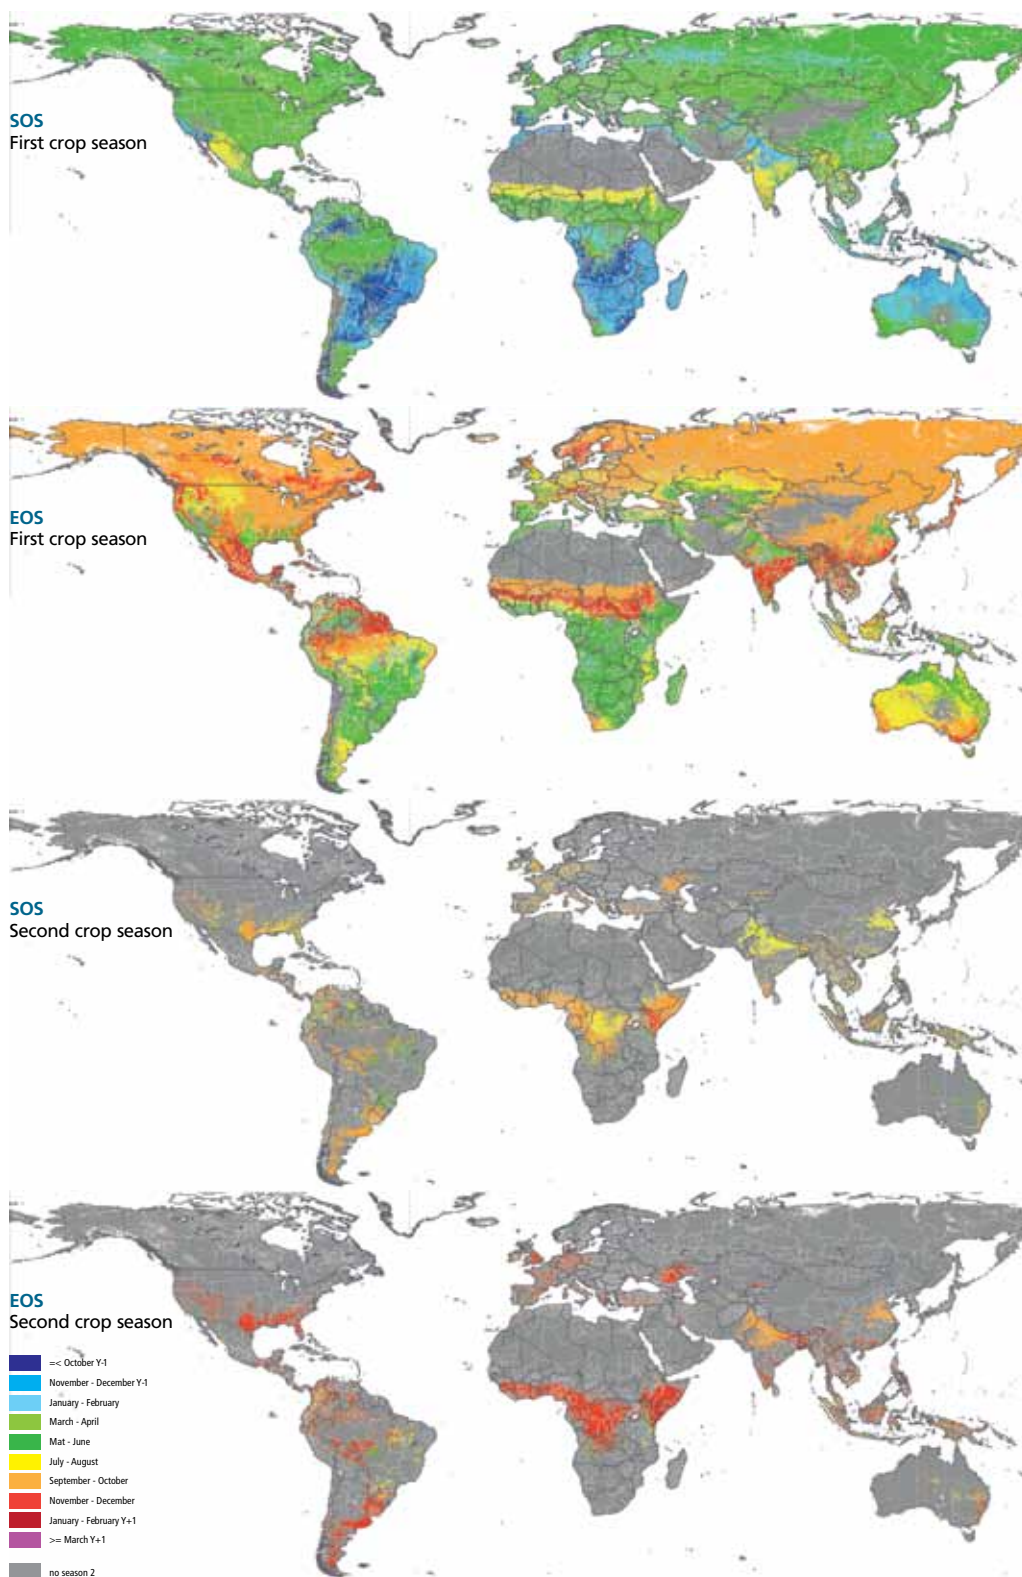 SOS
First crop season
EOS
First crop season
SOS
Second crop season
EOS
Second crop season
=< October Y-1
November - December Y-1
January - February
March - April
Mat - June
July - August
September - October
November - December
January - February Y+1
>= March Y+1
no season 2